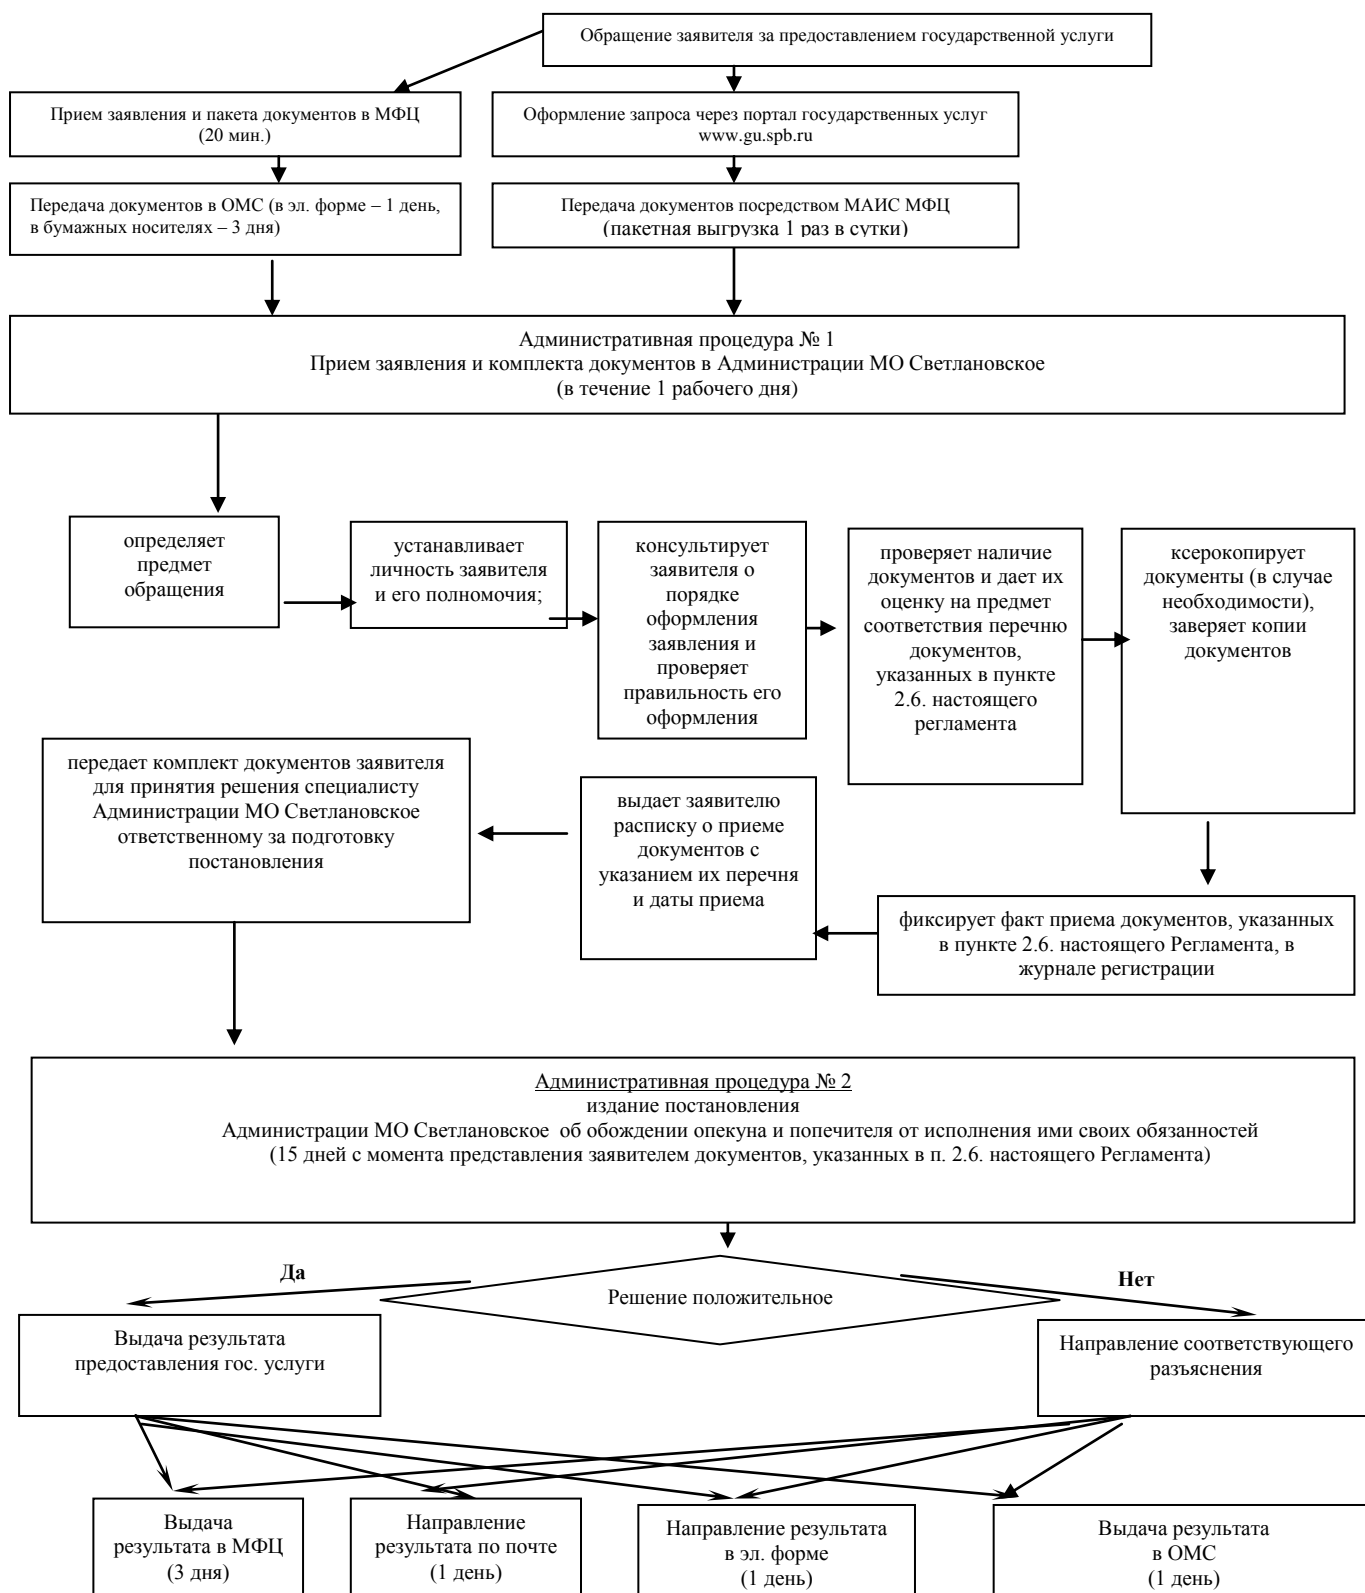 Обращение заявителя за предоставлением государственной услуги
Прием заявления и пакета документов в МФЦ
(20 мин.)
Оформление запроса через портал государственных услуг
www.gu.spb.ru
Передача документов в ОМС (в эл. форме – 1 день,
в бумажных носителях – 3 дня)
Передача документов посредством МАИС МФЦ
(пакетная выгрузка 1 раз в сутки)
Административная процедура № 1
Прием заявления и комплекта документов в Администрации МО Светлановское
(в течение 1 рабочего дня)
определяет
предмет
обращения
устанавливает
личность заявителя
и его полномочия;
консультирует
заявителя о
порядке
оформления
заявления и
проверяет
правильность его
оформления
проверяет наличие
документов и дает их
оценку на предмет
соответствия перечню
документов,
указанных в пункте
2.6. настоящего
регламента
ксерокопирует
документы (в случае
необходимости),
заверяет копии
документов
передает комплект документов заявителя
для принятия решения специалисту
Администрации МО Светлановское
ответственному за подготовку
постановления
выдает заявителю
расписку о приеме
документов с
указанием их перечня
и даты приема
фиксирует факт приема документов, указанных
в пункте 2.6. настоящего Регламента, в
журнале регистрации
Административная процедура № 2
издание постановления
Администрации МО Светлановское об обождении опекуна и попечителя от исполнения ими своих обязанностей
(15 дней с момента представления заявителем документов, указанных в п. 2.6. настоящего Регламента)
Да
Нет
Решение положительное
Выдача результата
предоставления гос. услуги
Направление соответствующего
разъяснения
Выдача
результата в МФЦ
(3 дня)
Направление
результата по почте
(1 день)
Направление результата
в эл. форме
(1 день)
Выдача результата
в ОМС
(1 день)